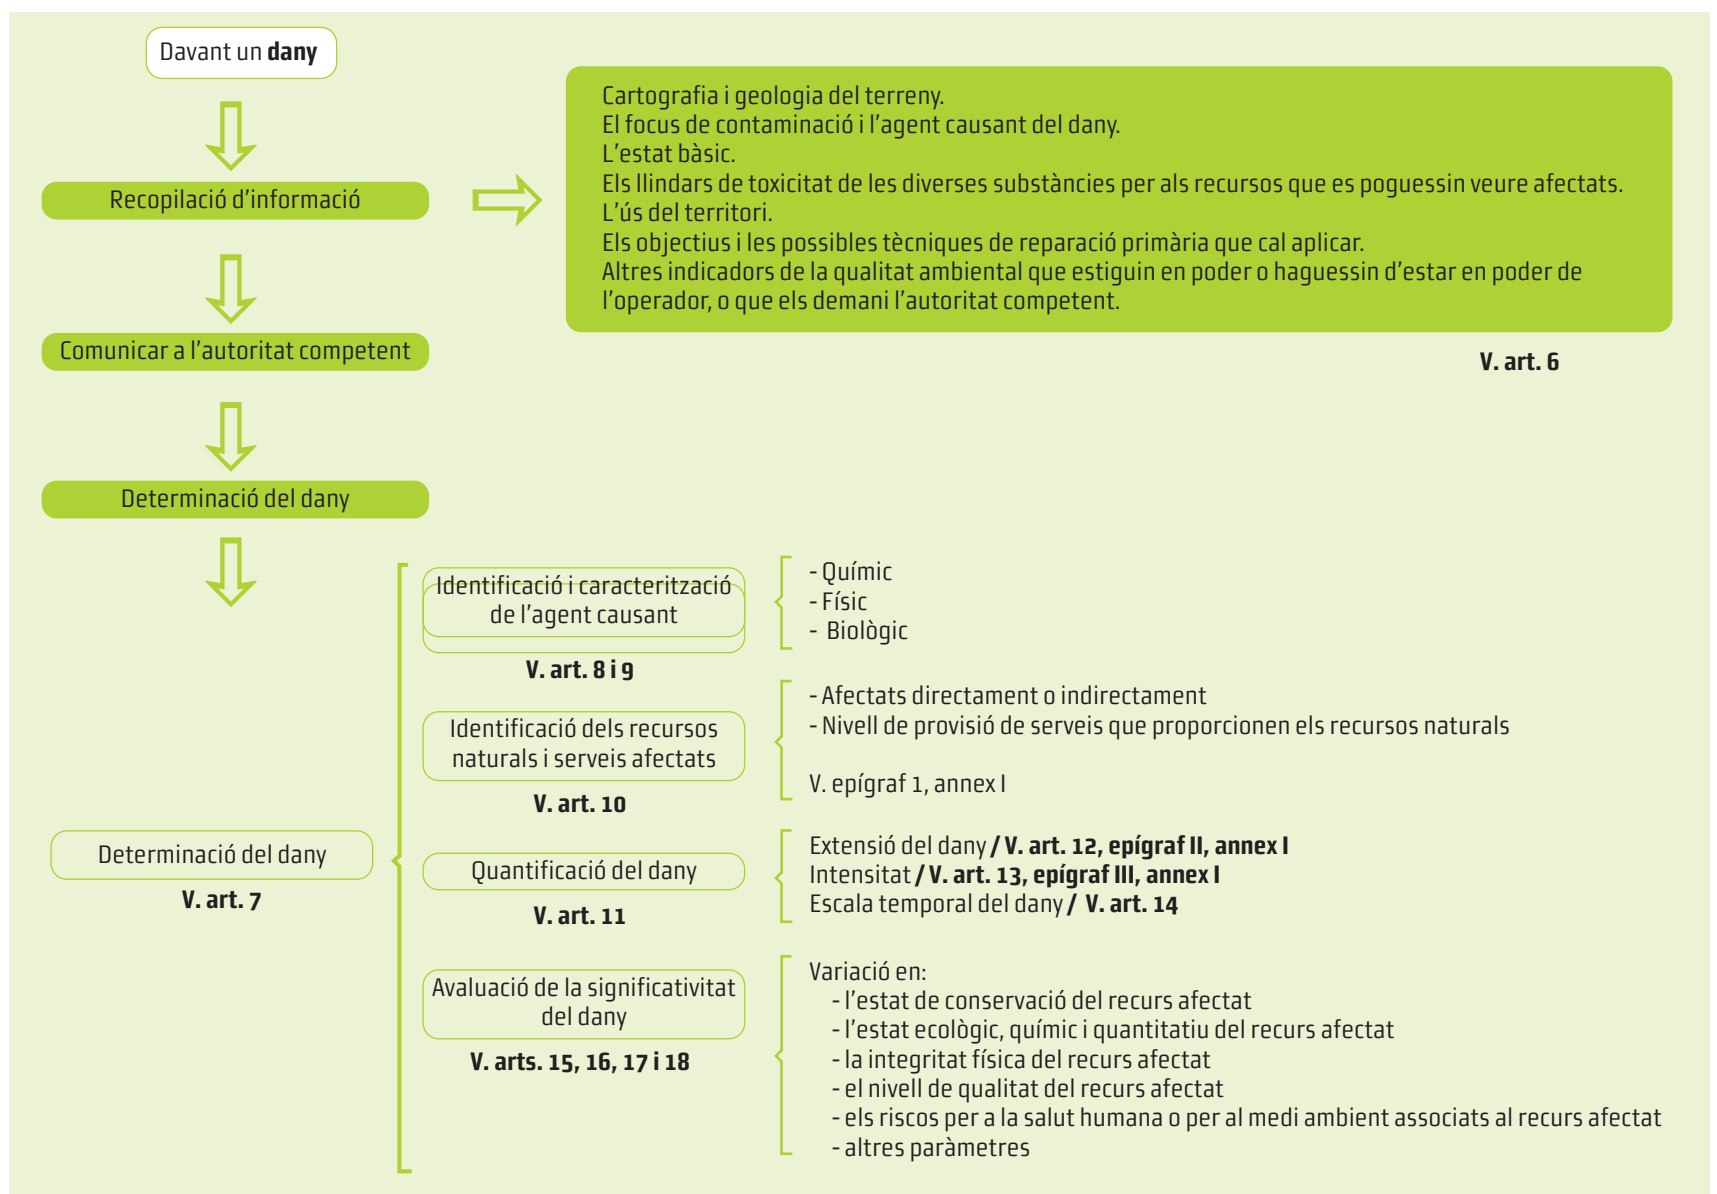 Davant un dany
Recopilació d'informació
Cartografia i geologia del terreny.
El focus de contaminació i l'agent causant del dany.
L'estat bàsic.
Els llindars de toxicitat de les diverses substàncies per als recursos que es poguessin veure afectats.
L'ús del territori.
Els objectius i les possibles tècniques de reparació primària que cal aplicar.
Altres indicadors de la qualitat ambiental que estiguin en poder o haguessin d'estar en poder de
l'operador, o que els demani l'autoritat competent.
V. art. 6
Comunicar a l'autoritat competent
Determinació del dany
Determinació del dany
V. art. 7
Identificació i caracterització
de l'agent causant
V. art. 8 i 9
- Químic
- Físic
- Biològic
Identificació dels recursos
naturals i serveis afectats
V. art. 10
- Afectats directament o indirectament
- Nivell de provisió de serveis que proporcionen els recursos naturals
V. epígraf 1, annex I
Quantificació del dany
V. art. 11
Extensió del dany / V. art. 12, epígraf II, annex I
Intensitat / V. art. 13, epígraf III, annex I
Escala temporal del dany / V. art. 14
Avaluació de la significativitat
del dany
V. arts. 15, 16, 17 i 18
Variació en:
- l'estat de conservació del recurs afectat
- l'estat ecològic, químic i quantitatiu del recurs afectat
- la integritat física del recurs afectat
- el nivell de qualitat del recurs afectat
- els riscos per a la salut humana o per al medi ambient associats al recurs afectat
- altres paràmetres